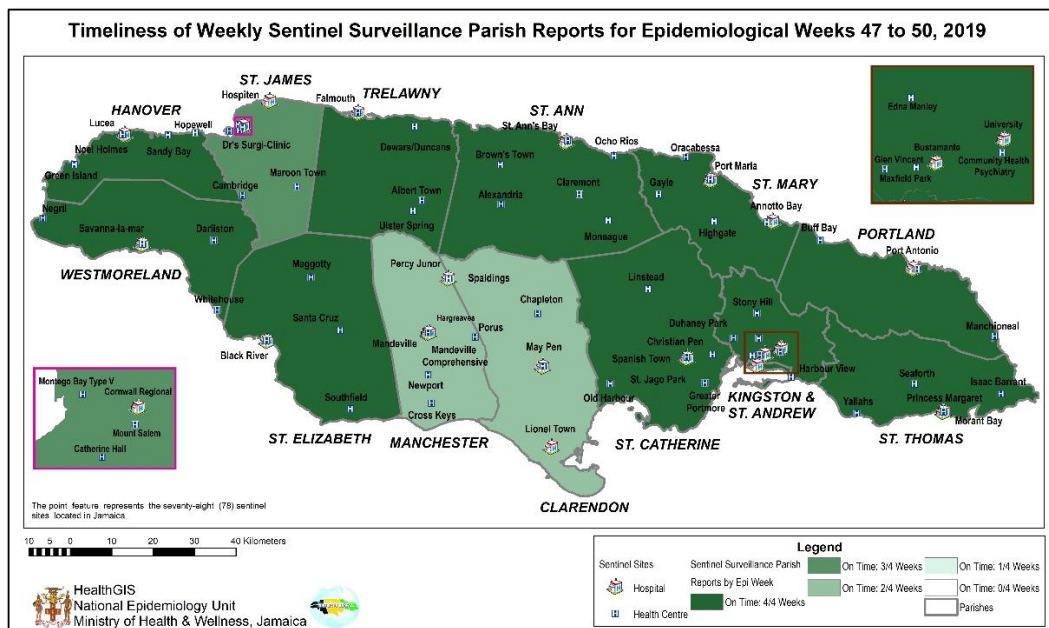 Timeliness of Weekly Sentinel Surveillance Parish Reports for Epidemiological Weeks 47 to 50, 2019
ST. JAMES
Hospiten
TRELAWNY
Falmouth
HANOVER
Lucea
Hopewell
ST. ANN
St. Ann's Bay
Ocho Rios
Edna Manley
University
Bustamante
Glen Vincent
Community Health
Psychiatry
Maxfield Park
Noel Holmes
Sandy Bay
Dr's Surgi-Clinic
Dewars/Duncans
Brown's Town
Oracabessa
Port Maria
Green Island
Maroon Town
Cambridge
Albert Town
Alexandria
Claremont
Gayle
ST. MARY
Annotto Bay
Negril
Ulster Spring
Highgate
Buff Bay
PORTLAND
Savanna-la-mar
Darliston
Moneague
Port Antonio
WESTMORELAND
Maggotty
Percy Junor
Spaldings
Linstead
Whitehouse
Chapleton
Stony Hill
Santa Cruz
Hargreaves
Porus
Duhaney Park
Manchioneal
Black River
Mandeville
Mandeville
Comprehensive
May Pen
Christian Pen
Spanish Town
Montego Bay Type V
Cornwall Regional
Newport
St. Jago Park
Harbour View
Seaforth
Isaac Barrant
Southfield
Cross Keys
Old Harbour
Greater
Portmore
KINGSTON &
ST. ANDREW
Yallahs
Princess Margaret
Morant Bay
Mount Salem
Catherine Hall
ST. ELIZABETH
MANCHESTER
Lionel Town
ST. CATHERINE
ST. THOMAS
CLARENDON
The point feature represents the seventy-eight (78) sentinel
sites located in Jamaica.
10 5 0 10 20 30 40 Kilometers
HealthGIS
National Epidemiology Unit
Ministry of Health & Wellness, Jamaica
Legend
Sentinel Sites
Hospital
Health Centre
Sentinel Surveillance Parish
Reports by Epi Week
On Time: 4/4 Weeks
On Time: 3/4 Weeks
On Time: 2/4 Weeks
On Time: 1/4 Weeks
On Time: 0/4 Weeks
Parishes